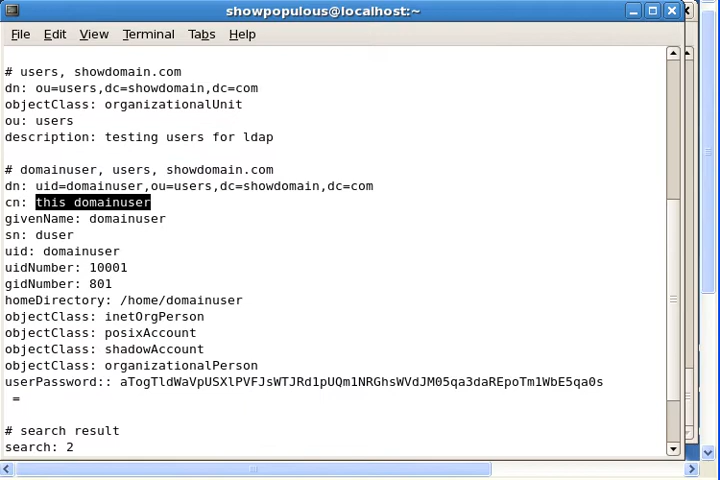 showpopulous@localhost:~
File Edit View Terminal Tabs Help
# users, showdomain.com
dn: ou=users,dc=showdomain,dc=com
objectClass: organizationalUnit
ou: users
description: testing users for ldap
# domainuser, users, showdomain.com
dn: uid=domainuser,ou=users,dc=showdomain,dc=com
cn: this domainuser
givenName: domainuser
sn: duser
uid: domainuser
uidNumber: 10001
gidNumber: 801
homeDirectory: /home/domainuser
objectClass: inetOrgPerson
objectClass: posixAccount
objectClass: shadowAccount
objectClass: organizationalPerson
userPassword:: aTogTldWaVpUSXlPVFJsWTJRd1pUQm1NRGhsWVdJM05qa3daREpoTm1WbE5qa0s
=
# search result
search: 2